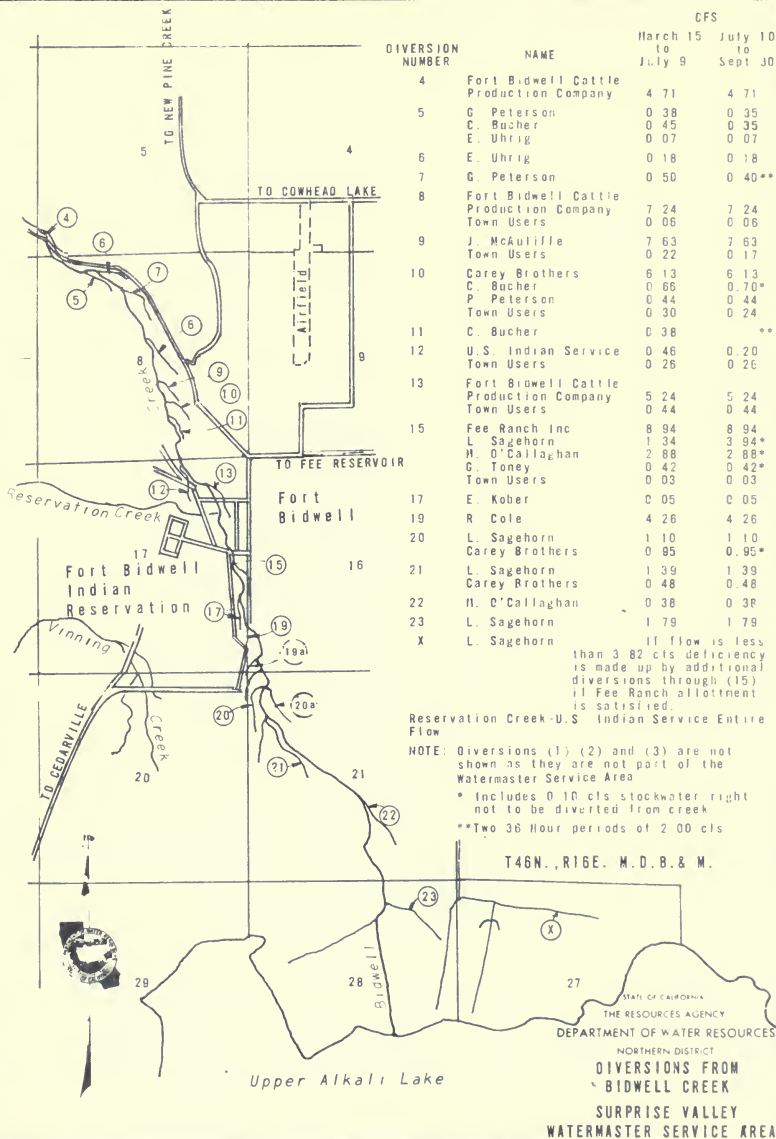 CFS
March 15 July 10
to to
July 9 Sept 30
DIVERSION
NUMBER NAME
4 Fort Bidwell Cattle
Production Company 4 71 4 71
5 G Peterson 0 38 0 35
C. Bucher 0 45 0 35
E. Uhrig 0 07 0 07
6 E. Uhrig 0 18 0 18
7 G. Peterson 0 50 0 40**
8 Fort Bidwell Cattle
Production Company 7 24 7 24
Town Users 0 06 0 06
9 J. McAuliffe 7 63 7 63
Town Users 0 22 0 17
10 Carey Brothers 6 13 6 13
C. Bucher 0 66 0.70*
P Peterson 0 44 0 44
Town Users 0 30 0 24
11 C. Bucher 0 38 **
12 U.S. Indian Service 0 46 0.20
Town Users 0 26 0 26
13 Fort Bidwell Cattle
Production Company 5 24 5 24
Town Users 0 44 0 44
15 Fee Ranch Inc 8 94 8 94
L Sagehorn 1 34 3 94*
M. O'Callaghan 2 88 2 88*
G. Toney 0 42 0 42*
Town Users 0 03 0 03
17 E. Kober 0 05 0 05
19 R Cole 4 26 4 26
20 L. Sagehorn 1 10 1 10
Carey Brothers 0 95 0.95*
21 L. Sagehorn 1 39 1 39
Carey Brothers 0 48 0.48
22 M. O'Callaghan 0 38 0 38
23 L. Sagehorn 1 79 1 79
X L. Sagehorn If flow is less
than 3 82 cfs deficiency
is made up by additional
diversions through (15)
if Fee Ranch allottment
is satisfied.
Reservation Creek-U.S Indian Service Entire
Flow
NOTE: Diversions (1) (2) and (3) are not
shown as they are not part of the
Watermaster Service Area
* Includes 0 10 cfs stockwater right
not to be diverted from creek
**Two 36 Hour periods of 2 00 cfs
T46N.,R16E. M.D.B.& M.
TO NEW PINE CREEK
5
4
TO COWHEAD LAKE
4
6
5
7
Airfield
6
8
Creek
9
9
10
11
TO FEE RESERVOIR
13
12
Fort
Bidwell
Reservation Creek
17
15
16
Fort Bidwell
Indian
Reservation
17
19
Vinning
19a
Creek
20
20a
TO CEDARVILLE
20
21
21
22
23
X
29
28
Bidwell
27
Upper Alkali Lake
STATE OF CALIFORNIA
THE RESOURCES AGENCY
DEPARTMENT OF WATER RESOURCES
NORTHERN DISTRICT
DIVERSIONS FROM
BIDWELL CREEK
SURPRISE VALLEY
WATERMASTER SERVICE AREA